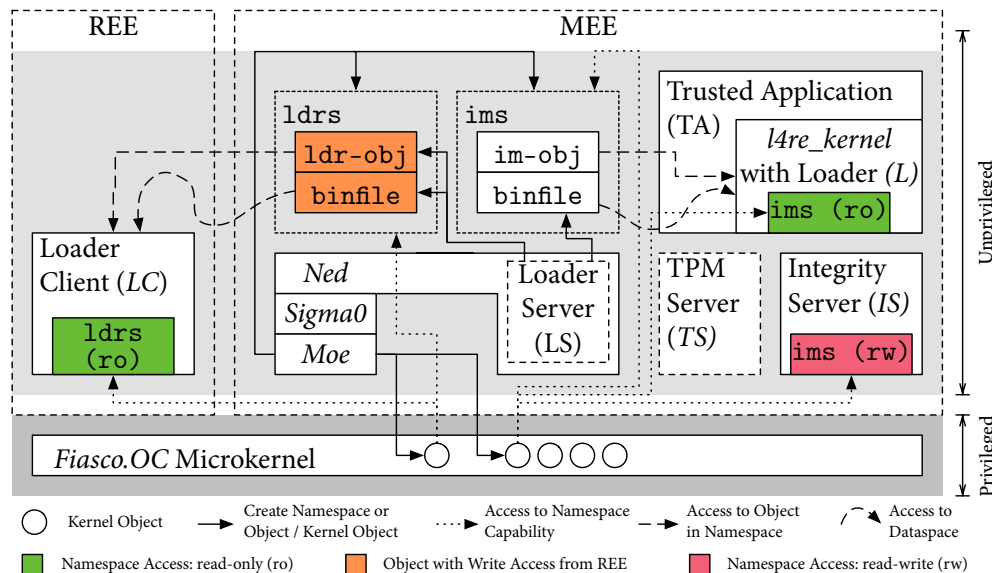 REE
MEE
ldrs
ldr-obj
binfile
ims
im-obj
binfile
Trusted Application
(TA)
l4re_kernel
with Loader (L)
ims (ro)
Unprivileged
Loader
Client (LC)
ldrs
(ro)
Ned
Sigma0
Moe
Loader
Server
(LS)
TPM
Server
(TS)
Integrity
Server (IS)
ims (rw)
Fiasco.OC Microkernel
Privileged
Kernel Object
Create Namespace or
Object / Kernel Object
Access to Namespace
Capability
Access to Object
in Namespace
Access to
Dataspace
Namespace Access: read-only (ro)
Object with Write Access from REE
Namespace Access: read-write (rw)